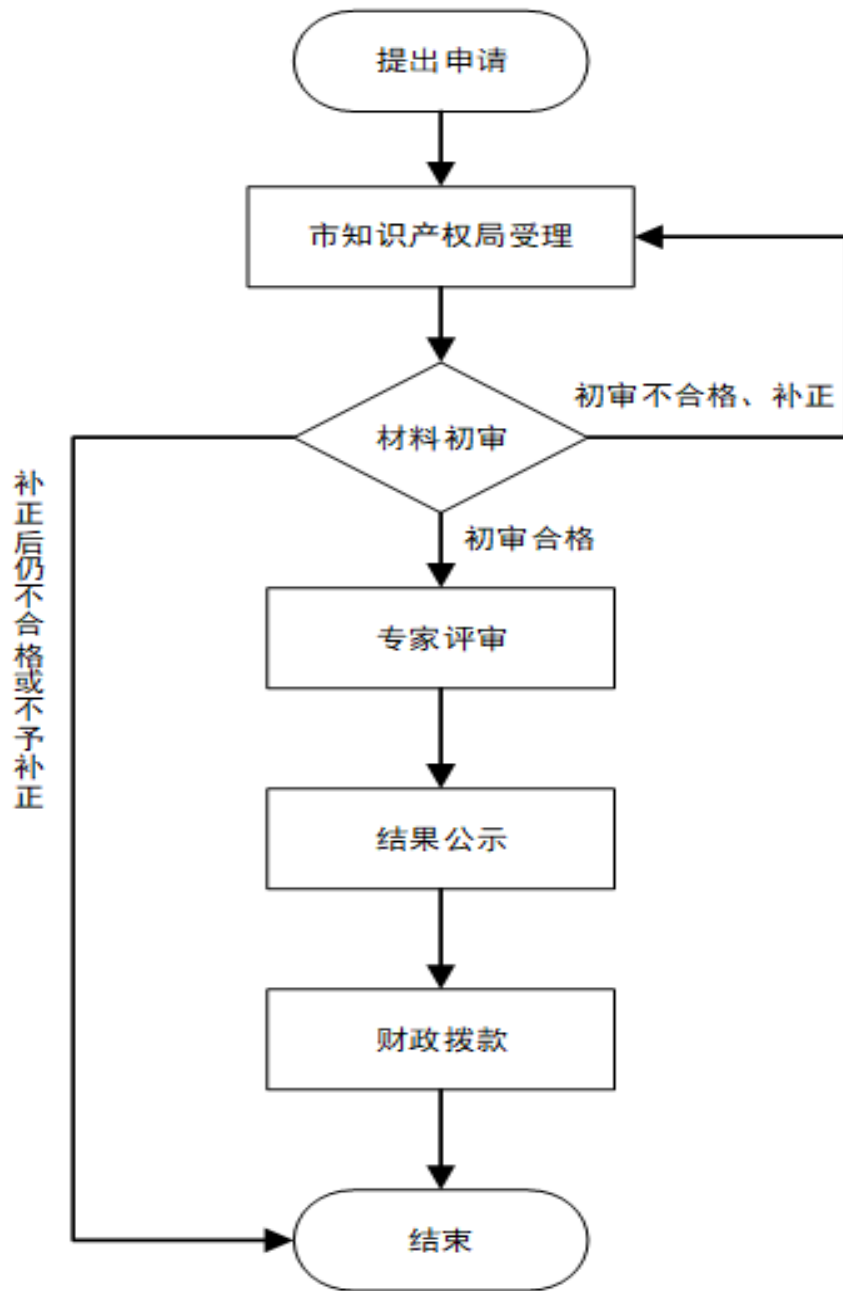 提出申请
市知识产权局受理
初审不合格、补正
材料初审
补正后仍不合格或不予补正
初审合格
专家评审
结果公示
财政拨款
结束